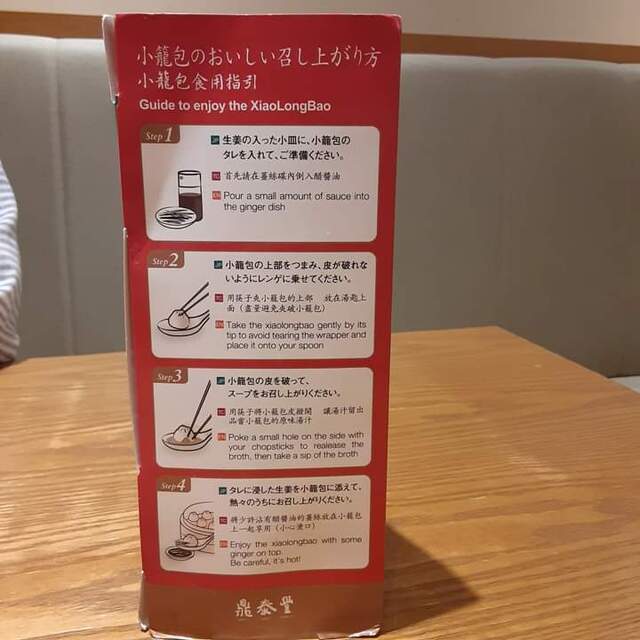 小籠包のおいしい召し上がり方
小籠包食用指引
Guide to enjoy the XiaoLongBao
Step 1
JP 生姜の入った小皿に、小籠包の
タレを入れて、ご準備ください。
TC 首先請在薑絲碟內倒入醋醬油
EN Pour a small amount of sauce into
the ginger dish
Step 2
JP 小籠包の上部をつまみ、皮が破れな
いようにレンゲに乗せてください。
TC 用筷子夾小籠包的上部 放在湯匙上
面（盡量避免夾破小籠包）
EN Take the xiaolongbao gently by its
tip to avoid tearing the wrapper and
place it onto your spoon
Step 3
JP 小籠包の皮を破って、
スープをお召し上がりください。
TC 用筷子將小籠包皮撥開 讓湯汁留出
品嘗小籠包的原味湯汁
EN Poke a small hole on the side with
your chopsticks to realease the
broth, then take a sip of the broth
Step 4
JP タレに浸した生姜を小籠包に添えて、
熱々のうちにお召し上がりください。
TC 將少許沾有醋醬油的薑絲放在小籠包
上一起享用（小心燙口）
EN Enjoy the xiaolongbao with some
ginger on top.
Be careful, it's hot!
鼎泰豐